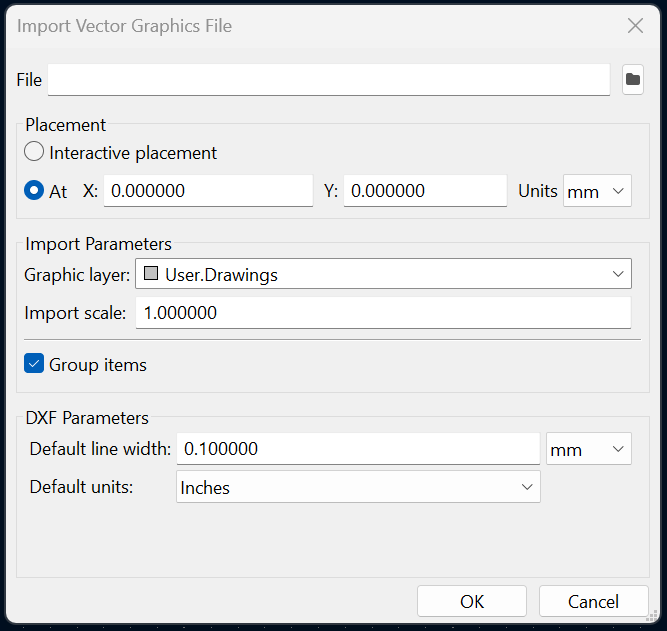 Import Vector Graphics File
File
Placement
Interactive placement
At X: 0.000000 Y: 0.000000 Units mm
Import Parameters
Graphic layer: User.Drawings
Import scale: 1.000000
Group items
DXF Parameters
Default line width: 0.100000 mm
Default units: Inches
OK Cancel